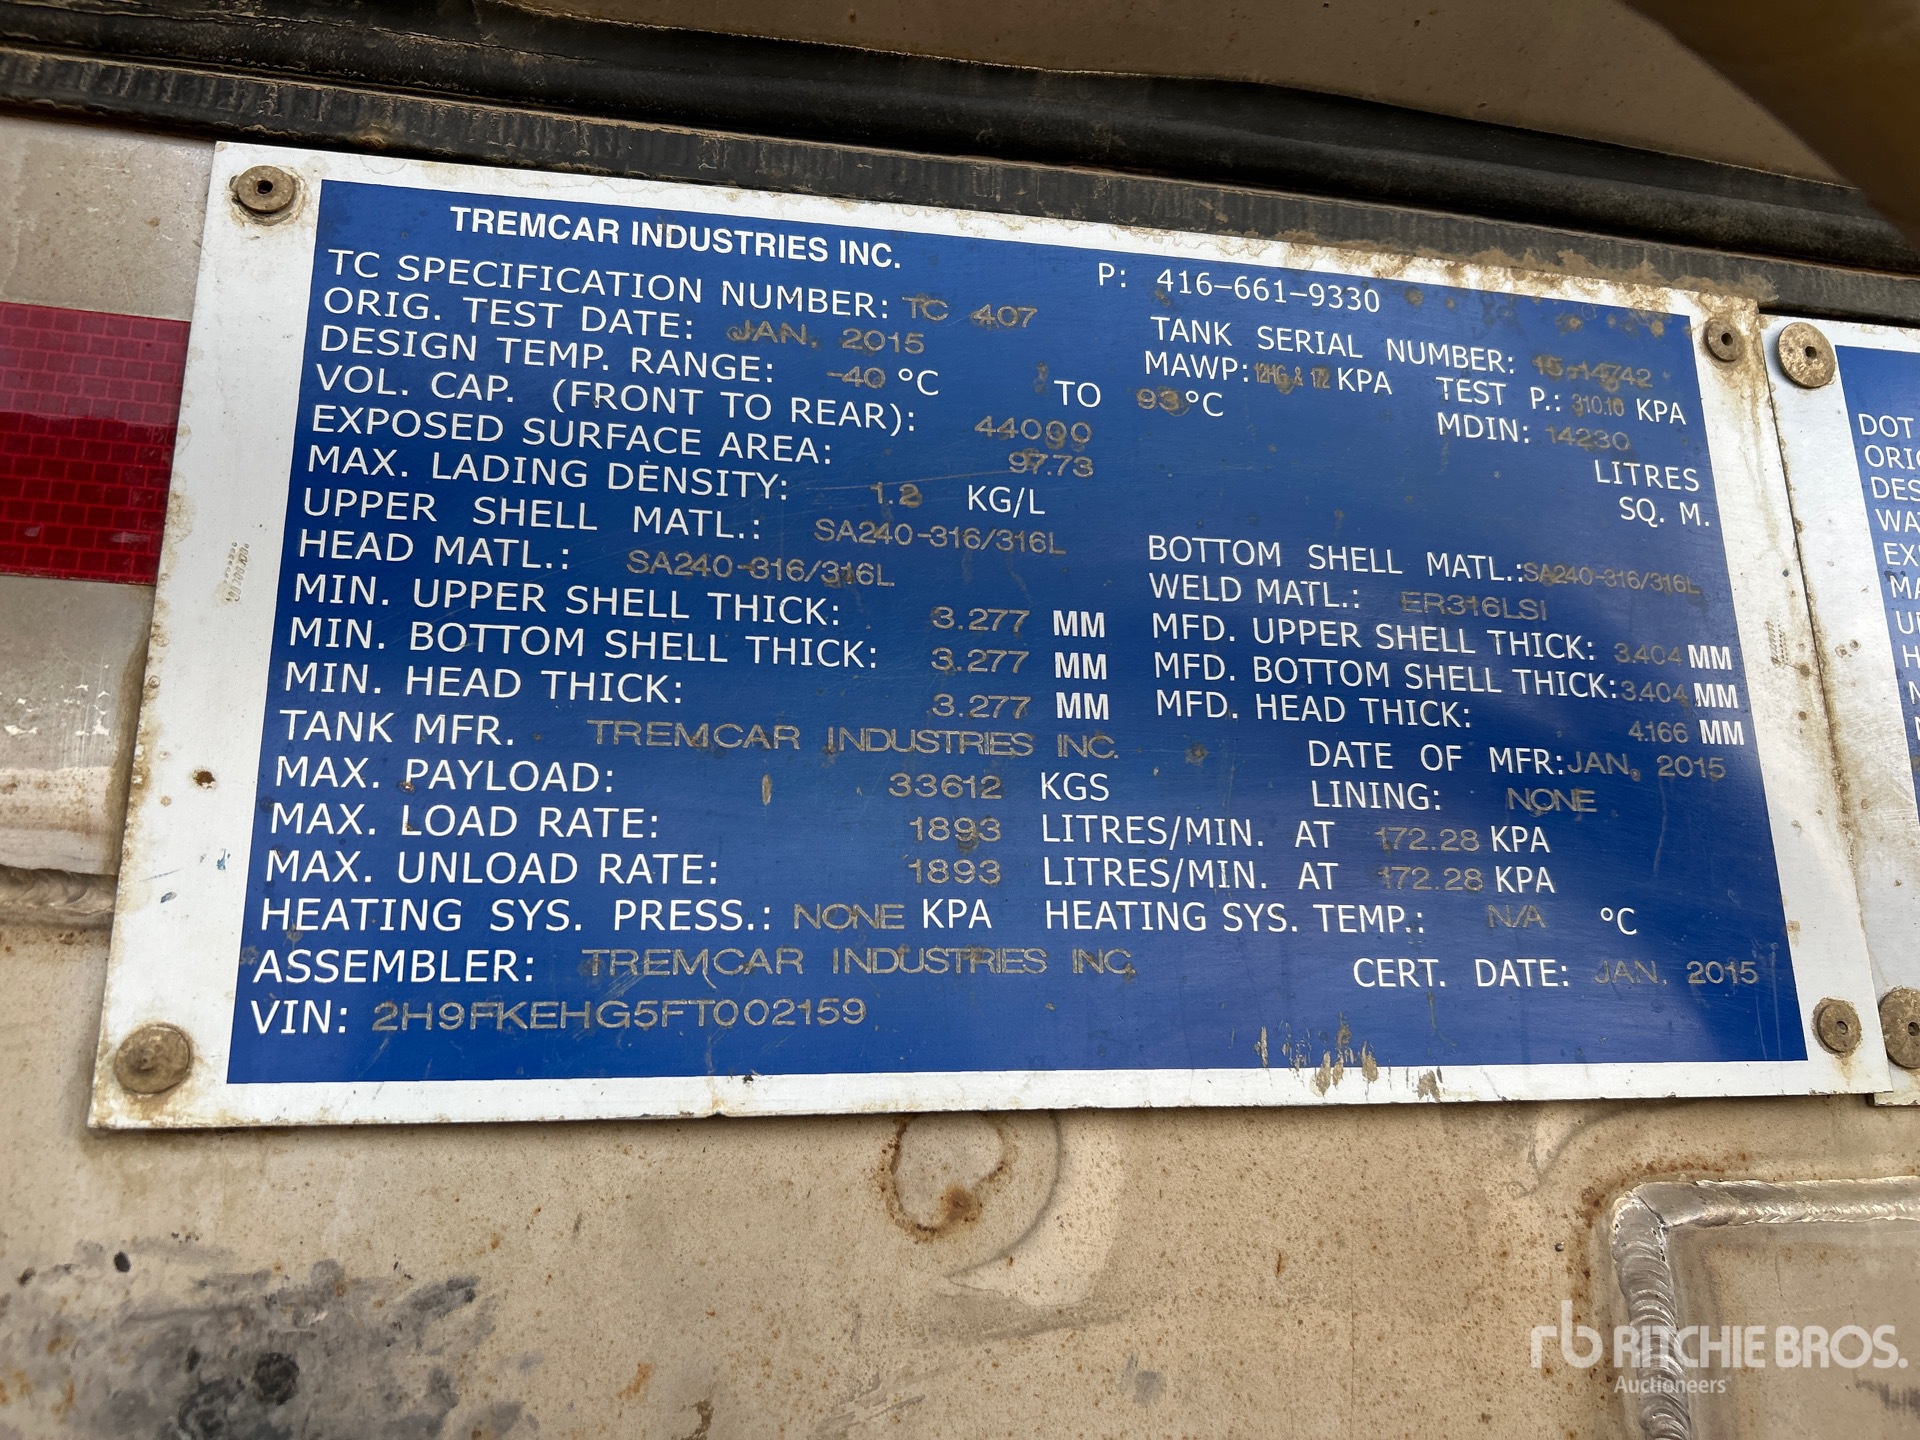 TREMCAR INDUSTRIES INC. P: 416-661-9330
TC SPECIFICATION NUMBER: TC 407 TANK SERIAL NUMBER: 15-14742
ORIG. TEST DATE: JAN, 2015 MAWP: 12HG & 172 KPA TEST P.: 310.10 KPA
DESIGN TEMP. RANGE: -40 °C TO 93 °C MDIN: 14230
VOL. CAP. (FRONT TO REAR): 44000 LITRES
EXPOSED SURFACE AREA: 97.73 SQ. M.
MAX. LADING DENSITY: 1.2 KG/L
UPPER SHELL MATL.: SA240-316/316L BOTTOM SHELL MATL.: SA240-316/316L
HEAD MATL.: SA240-316/316L WELD MATL.: ER316LSI
MIN. UPPER SHELL THICK: 3.277 MM MFD. UPPER SHELL THICK: 3.404 MM
MIN. BOTTOM SHELL THICK: 3.277 MM MFD. BOTTOM SHELL THICK: 3.404 MM
MIN. HEAD THICK: 3.277 MM MFD. HEAD THICK: 4.166 MM
TANK MFR. TREMCAR INDUSTRIES INC. DATE OF MFR: JAN, 2015
MAX. PAYLOAD: 33612 KGS LINING: NONE
MAX. LOAD RATE: 1893 LITRES/MIN. AT 172.28 KPA
MAX. UNLOAD RATE: 1893 LITRES/MIN. AT 172.28 KPA
HEATING SYS. PRESS.: NONE KPA HEATING SYS. TEMP.: N/A °C
ASSEMBLER: TREMCAR INDUSTRIES INC. CERT. DATE: JAN, 2015
VIN: 2H9FKEHG5FT002159
DOT
rb RITCHIE BROS.
Auctioneers